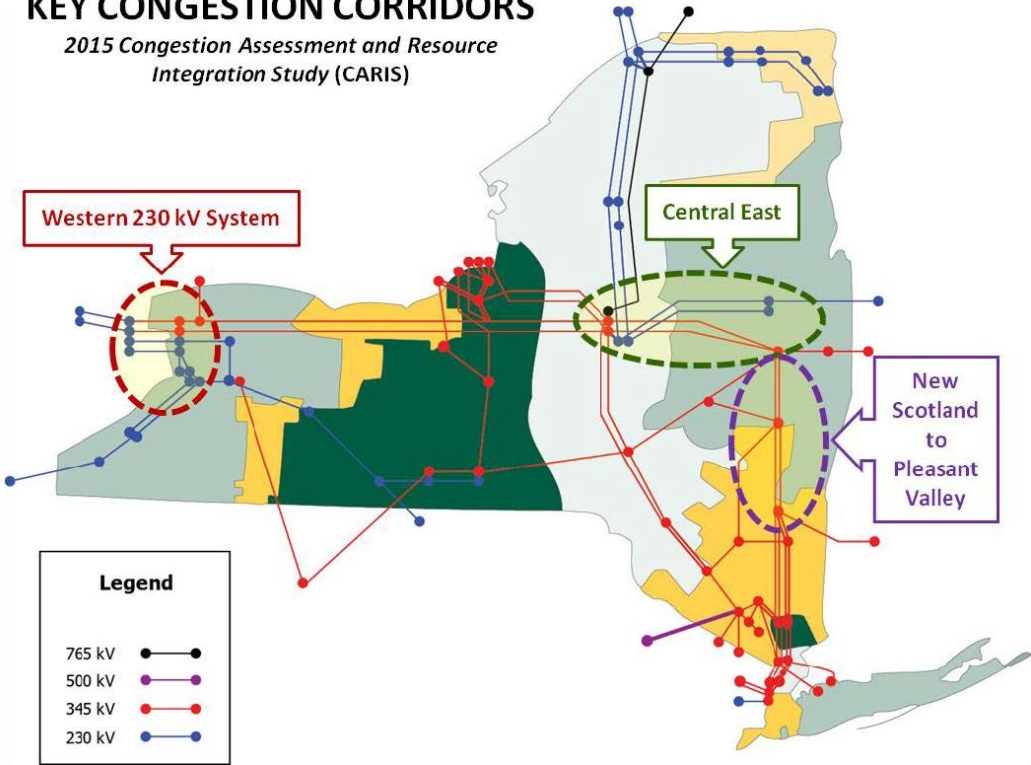 KEY CONGESTION CORRIDORS
2015 Congestion Assessment and Resource
Integration Study (CARIS)
Western 230 kV System
Central East
New
Scotland
to
Pleasant
Valley
Legend
765 kV
500 kV
345 kV
230 kV